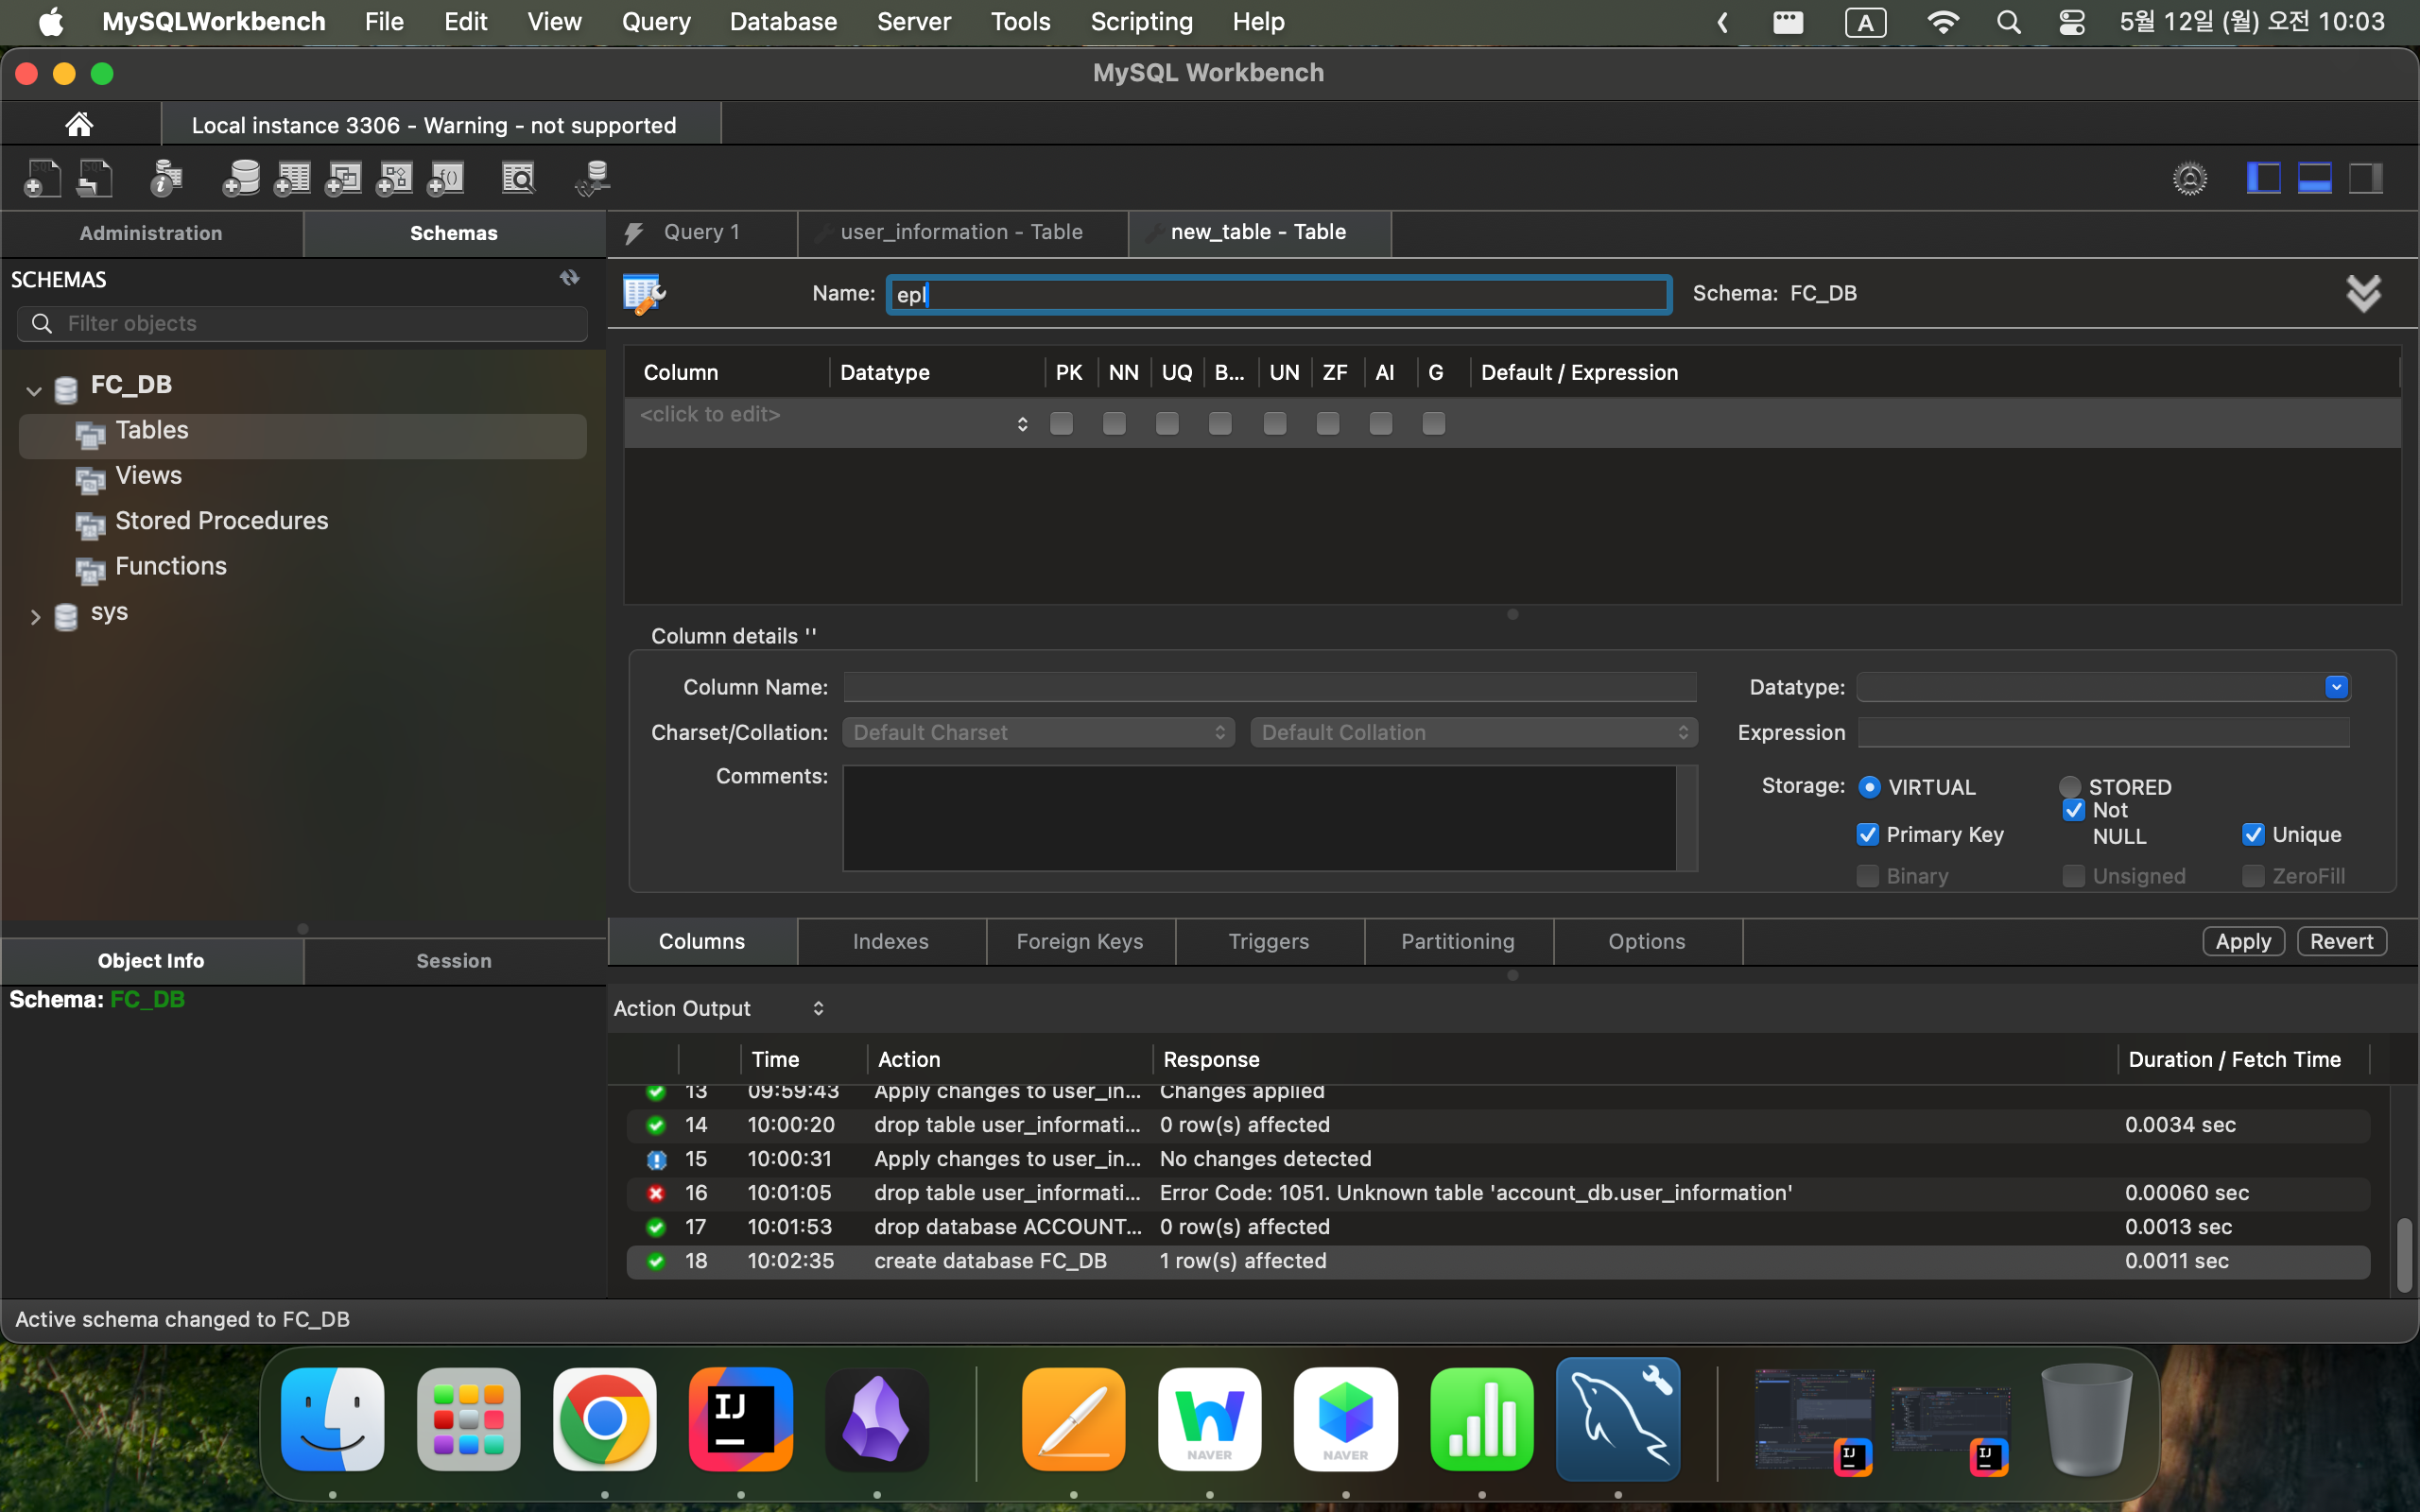 MySQLWorkbench File Edit View Query Database Server Tools Scripting Help A 5월 12일 (월) 오전 10:03
MySQL Workbench
Local instance 3306 - Warning - not supported
Administration Schemas Query 1 user_information - Table new_table - Table
SCHEMAS
Filter objects
Name: epl Schema: FC_DB
FC_DB
Tables
Views
Stored Procedures
Functions
sys
Column Datatype PK NN UQ B... UN ZF AI G Default / Expression
<click to edit>
Column details ''
Column Name: Datatype:
Charset/Collation: Default Charset Default Collation Expression
Comments: Storage: VIRTUAL STORED
Primary Key Not NULL Unique
Binary Unsigned ZeroFill
Columns Indexes Foreign Keys Triggers Partitioning Options Apply Revert
Object Info Session
Schema: FC_DB
Action Output
Time Action Response Duration / Fetch Time
13 09:59:43 Apply changes to user_in... Changes applied
14 10:00:20 drop table user_informati... 0 row(s) affected 0.0034 sec
15 10:00:31 Apply changes to user_in... No changes detected
16 10:01:05 drop table user_informati... Error Code: 1051. Unknown table 'account_db.user_information' 0.00060 sec
17 10:01:53 drop database ACCOUNT... 0 row(s) affected 0.0013 sec
18 10:02:35 create database FC_DB 1 row(s) affected 0.0011 sec
Active schema changed to FC_DB
IJ NAVER NAVER IJ IJ